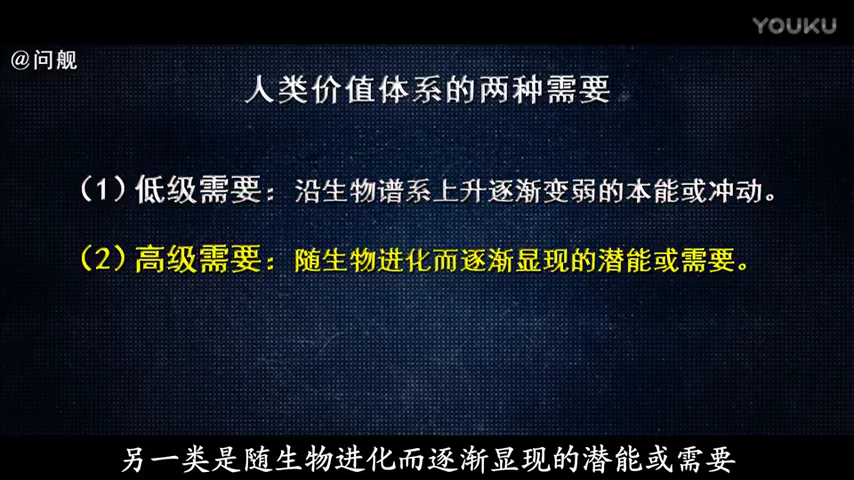 YOUKU
@问舰
人类价值体系的两种需要
（1）低级需要：沿生物谱系上升逐渐变弱的本能或冲动。
（2）高级需要：随生物进化而逐渐显现的潜能或需要。
另一类是随生物进化而逐渐显现的潜能或需要